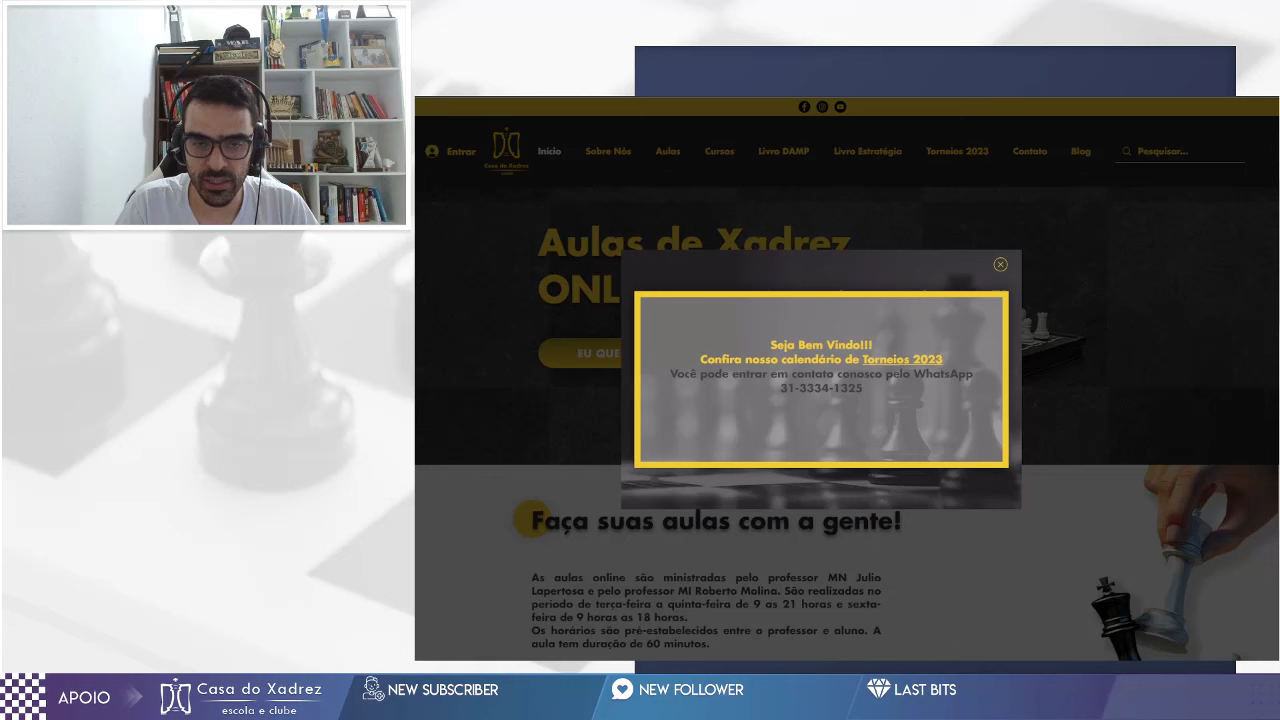 WAR
Entrar
Casa do Xadrez
Início
Sobre Nós
Aulas
Cursos
Livro DAMP
Livro Estratégia
Torneios 2023
Contato
Blog
Pesquisar...
Aulas de Xadrez
ONL
EU QUE
Seja Bem Vindo!!!
Confira nosso calendário de Torneios 2023
Você pode entrar em contato conosco pelo WhatsApp
31-3334-1325
Faça suas aulas com a gente!
As aulas online são ministradas pelo professor MN Julio
Lapertosa e pelo professor MI Roberto Molina. São realizadas no
período de terça-feira a quinta-feira de 9 as 21 horas e sexta-
feira de 9 horas as 18 horas.
Os horários são pré-estabelecidos entre o professor e aluno. A
aula tem duração de 60 minutos.
APOIO
Casa do Xadrez
escola e clube
NEW SUBSCRIBER
NEW FOLLOWER
LAST BITS